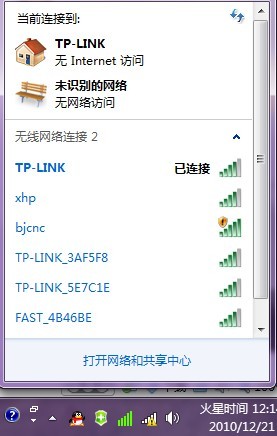 当前连接到:
TP-LINK
无 Internet 访问
未识别的网络
无网络访问
无线网络连接 2
TP-LINK 已连接
xhp
bjcnc
TP-LINK_3AF5F8
TP-LINK_5E7C1E
FAST_4B46BE
打开网络和共享中心
火星时间 12:1
2010/12/21